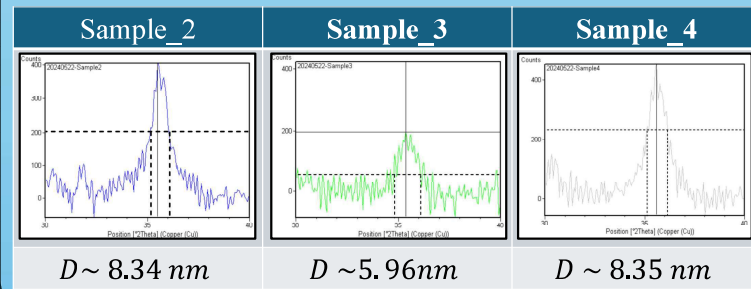 Sample_2
Sample_3
Sample_4
Counts
20240522-Sample2
400
300
200
100
0
30
35
40
Position [°2Theta] (Copper (Cu))
Counts
20240522-Sample3
400
200
0
30
35
40
Position [°2Theta] (Copper (Cu))
Counts
20240522-Sample4
400
200
0
30
35
40
Position [°2Theta] (Copper (Cu))
D~ 8.34 nm
D ~5.96nm
D ~ 8.35 nm